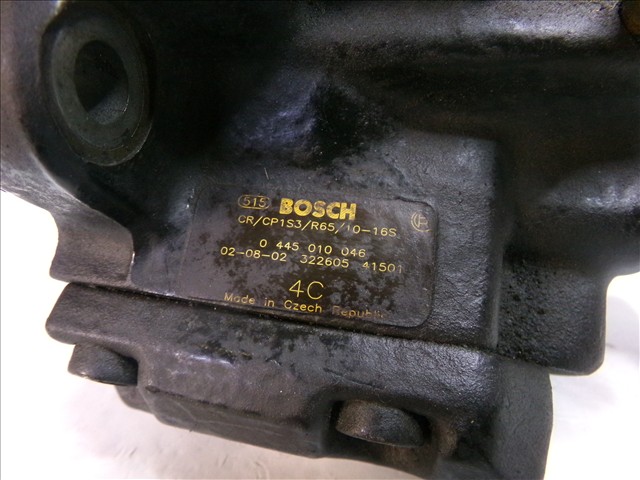 515 BOSCH
CR/CP1S3/R65/10-16S
0 445 010 046
02-08-02 322605 41501
4C
Made in Czech Republic